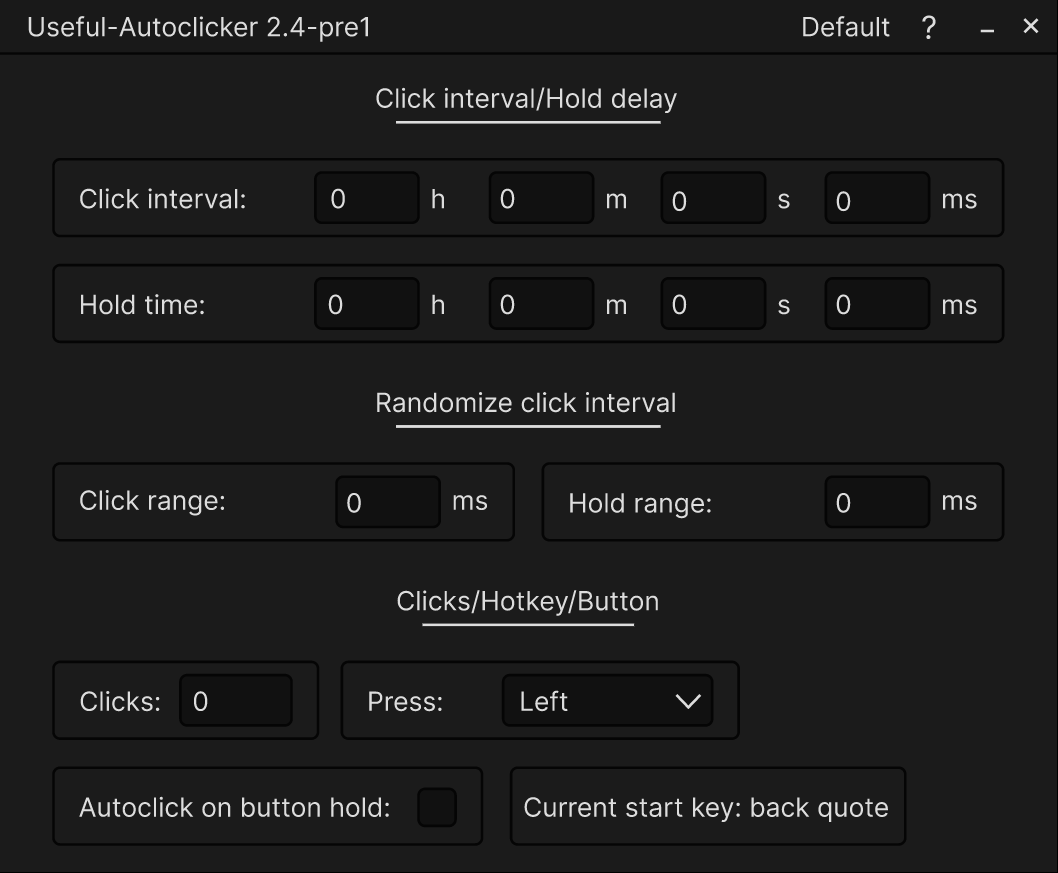 Useful-Autoclicker 2.4-pre1 Default ? _ ×
Click interval/Hold delay
Click interval: 0 h 0 m 0 s 0 ms
Hold time: 0 h 0 m 0 s 0 ms
Randomize click interval
Click range: 0 ms Hold range: 0 ms
Clicks/Hotkey/Button
Clicks: 0 Press: Left
Autoclick on button hold: Current start key: back quote